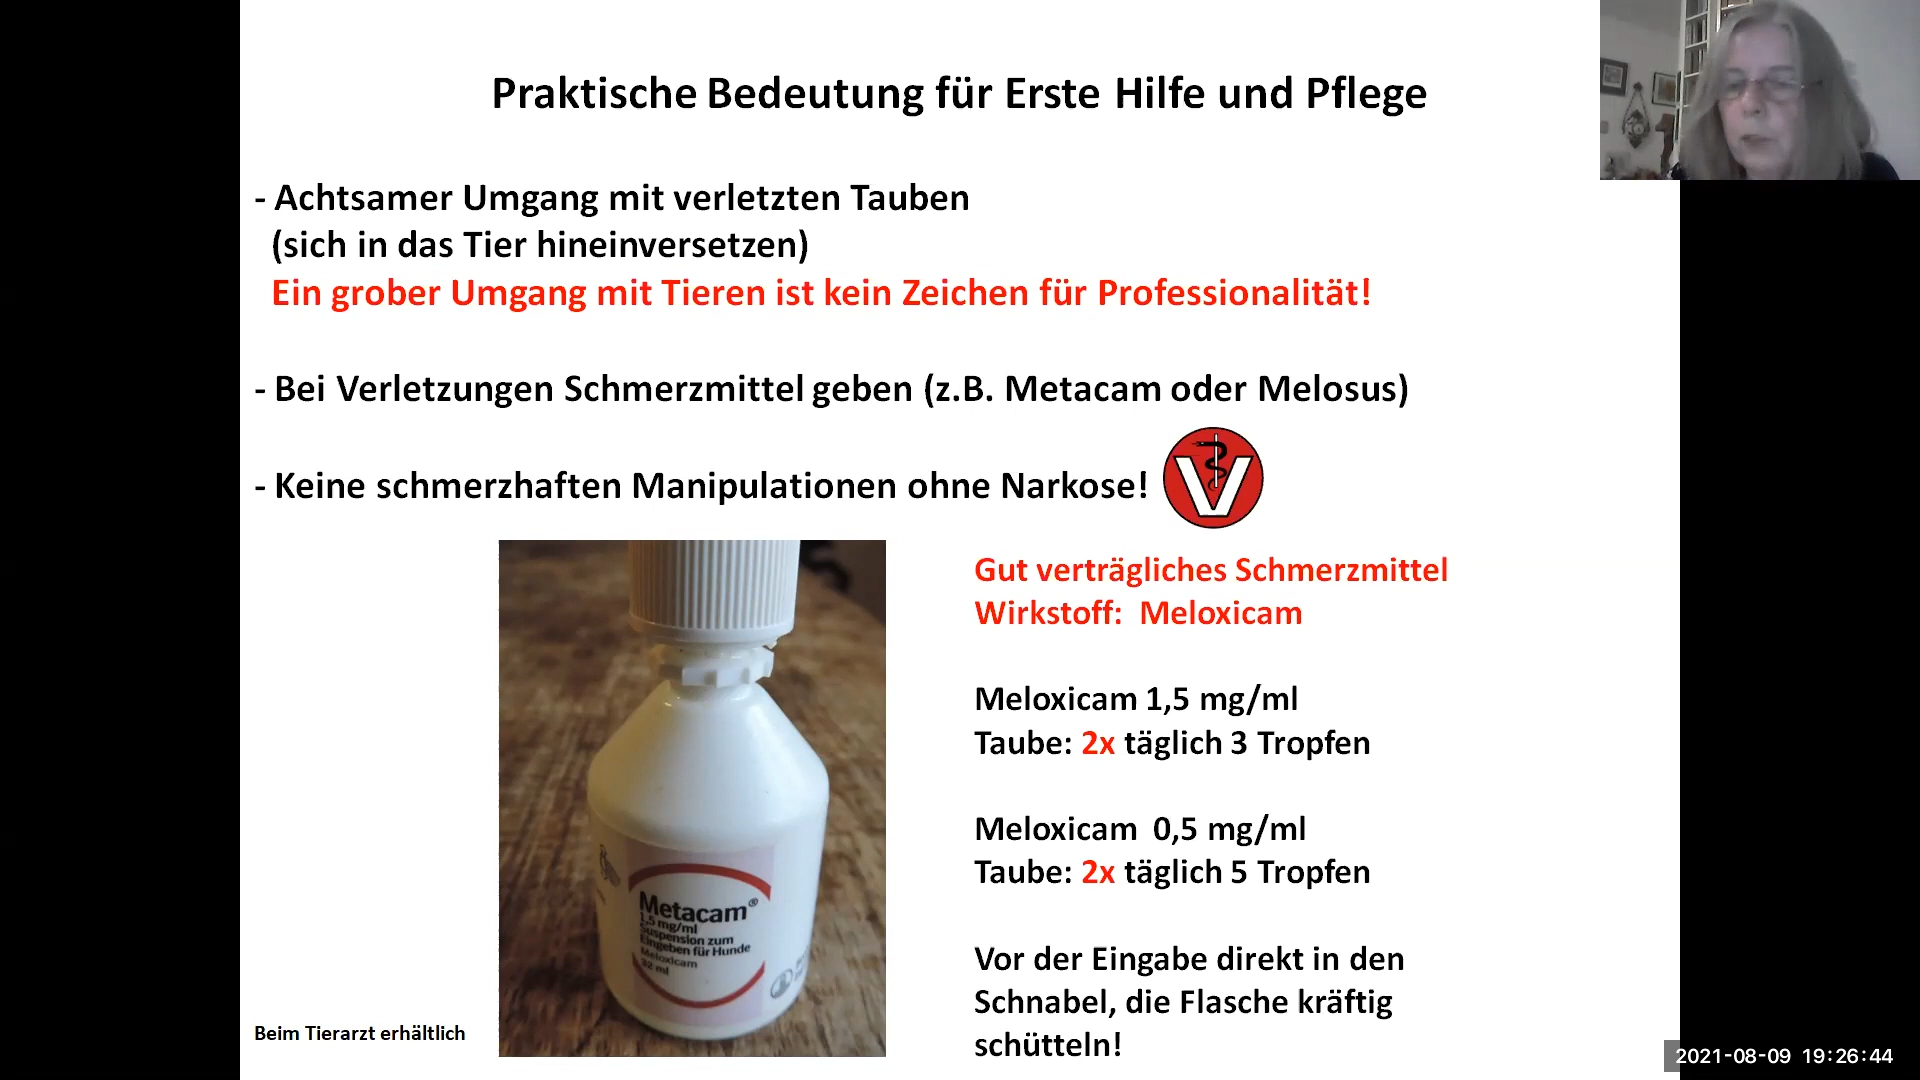 Praktische Bedeutung für Erste Hilfe und Pflege
- Achtsamer Umgang mit verletzten Tauben
(sich in das Tier hineinversetzen)
Ein grober Umgang mit Tieren ist kein Zeichen für Professionalität!
- Bei Verletzungen Schmerzmittel geben (z.B. Metacam oder Melosus)
- Keine schmerzhaften Manipulationen ohne Narkose!
V
Gut verträgliches Schmerzmittel
Wirkstoff: Meloxicam
Meloxicam 1,5 mg/ml
Taube: 2x täglich 3 Tropfen
Meloxicam 0,5 mg/ml
Taube: 2x täglich 5 Tropfen
Vor der Eingabe direkt in den
Schnabel, die Flasche kräftig
schütteln!
Metacam®
1,5 mg/ml
Suspension zum
Eingeben für Hunde
Meloxicam
32 ml
Beim Tierarzt erhältlich
2021-08-09 19:26:44